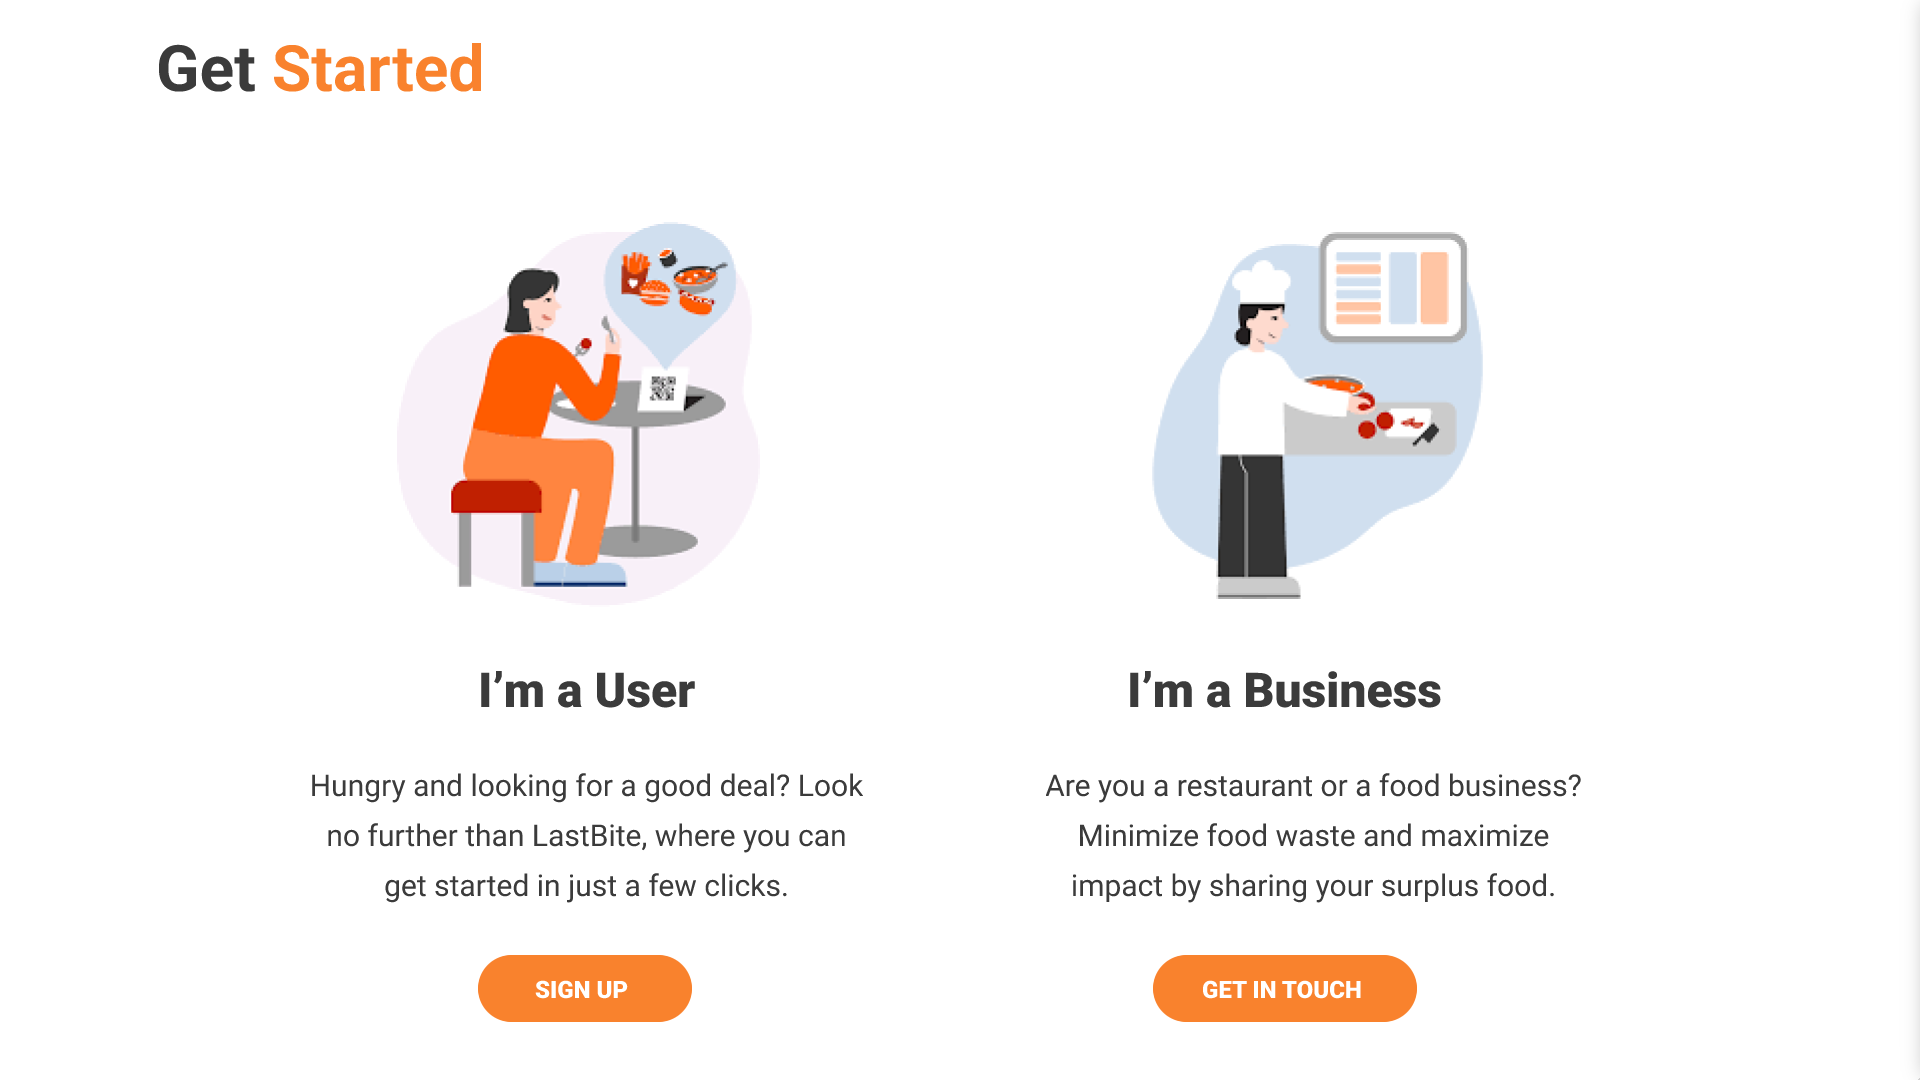 Get Started
I’m a User
Hungry and looking for a good deal? Look
no further than LastBite, where you can
get started in just a few clicks.
SIGN UP
I’m a Business
Are you a restaurant or a food business?
Minimize food waste and maximize
impact by sharing your surplus food.
GET IN TOUCH